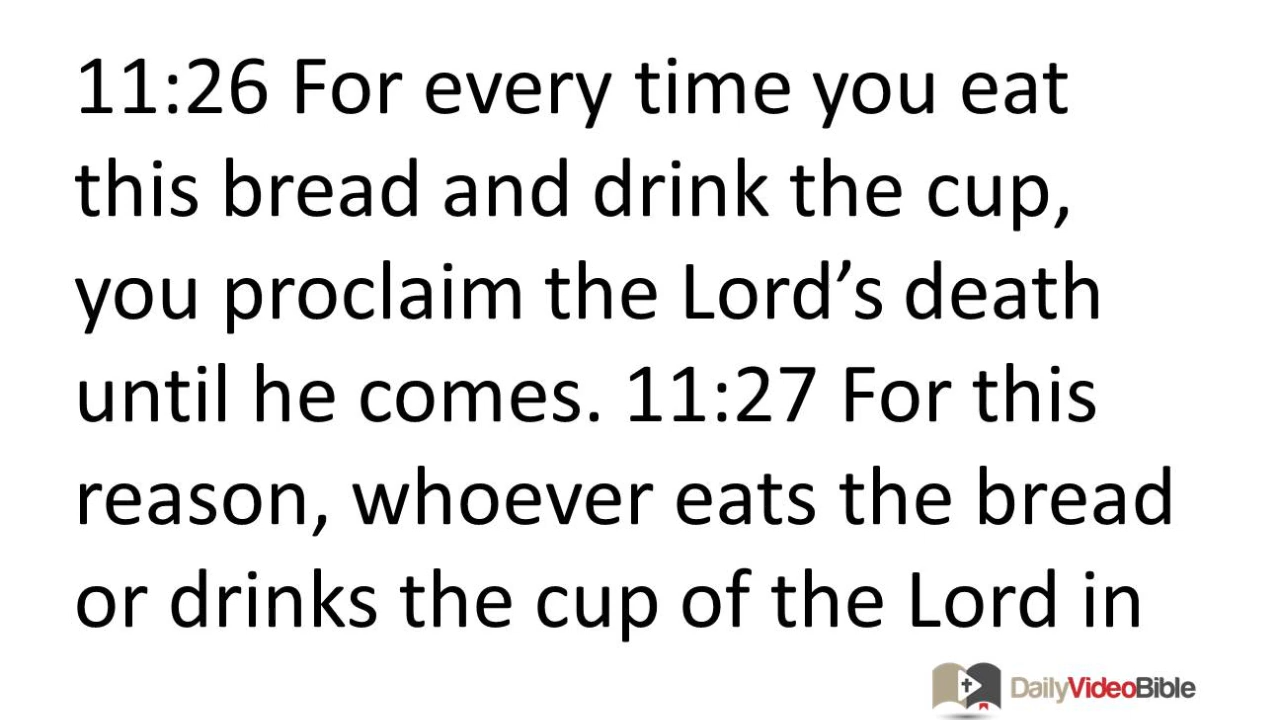 11:26 For every time you eat
this bread and drink the cup,
you proclaim the Lord’s death
until he comes. 11:27 For this
reason, whoever eats the bread
or drinks the cup of the Lord in
DailyVideoBible